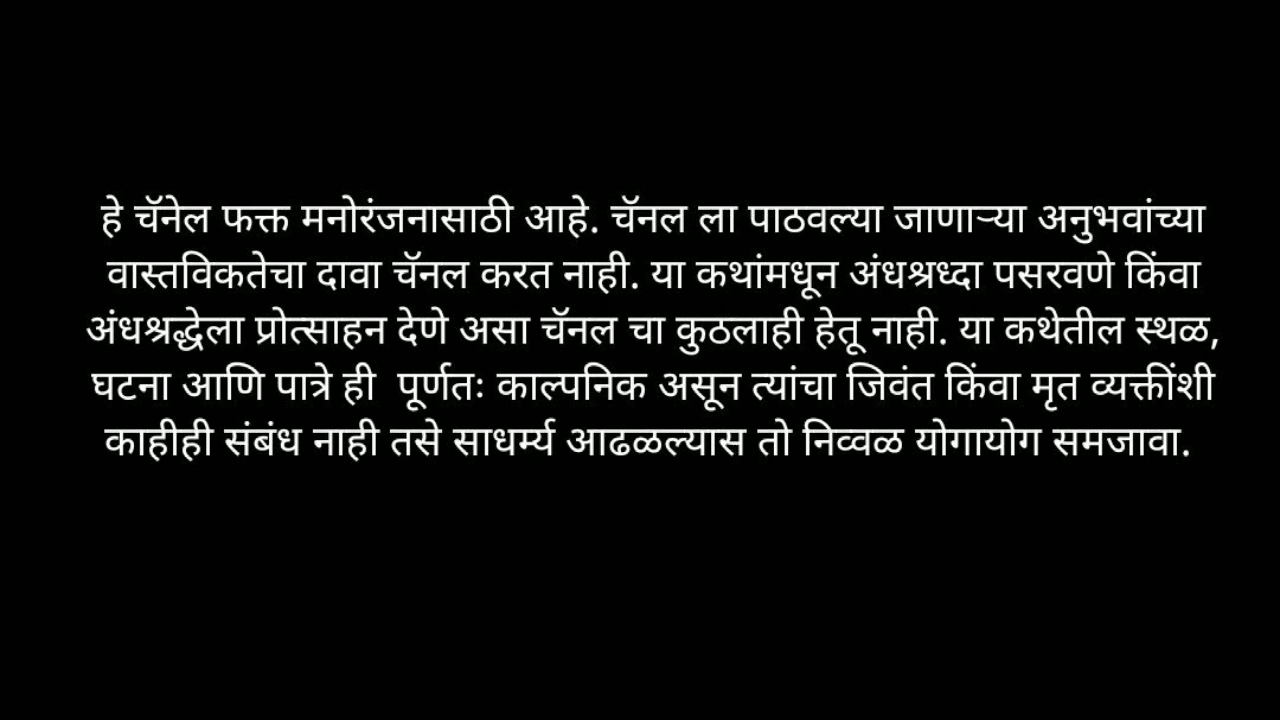 हे चॅनेल फक्त मनोरंजनासाठी आहे. चॅनल ला पाठवल्या जाणाऱ्या अनुभवांच्या
वास्तविकतेचा दावा चॅनल करत नाही. या कथांमधून अंधश्रध्दा पसरवणे किंवा
अंधश्रद्धेला प्रोत्साहन देणे असा चॅनल चा कुठलाही हेतू नाही. या कथेतील स्थळ,
घटना आणि पात्रे ही  पूर्णतः काल्पनिक असून त्यांचा जिवंत किंवा मृत व्यक्तींशी
काहीही संबंध नाही तसे साधर्म्य आढळल्यास तो निव्वळ योगायोग समजावा.